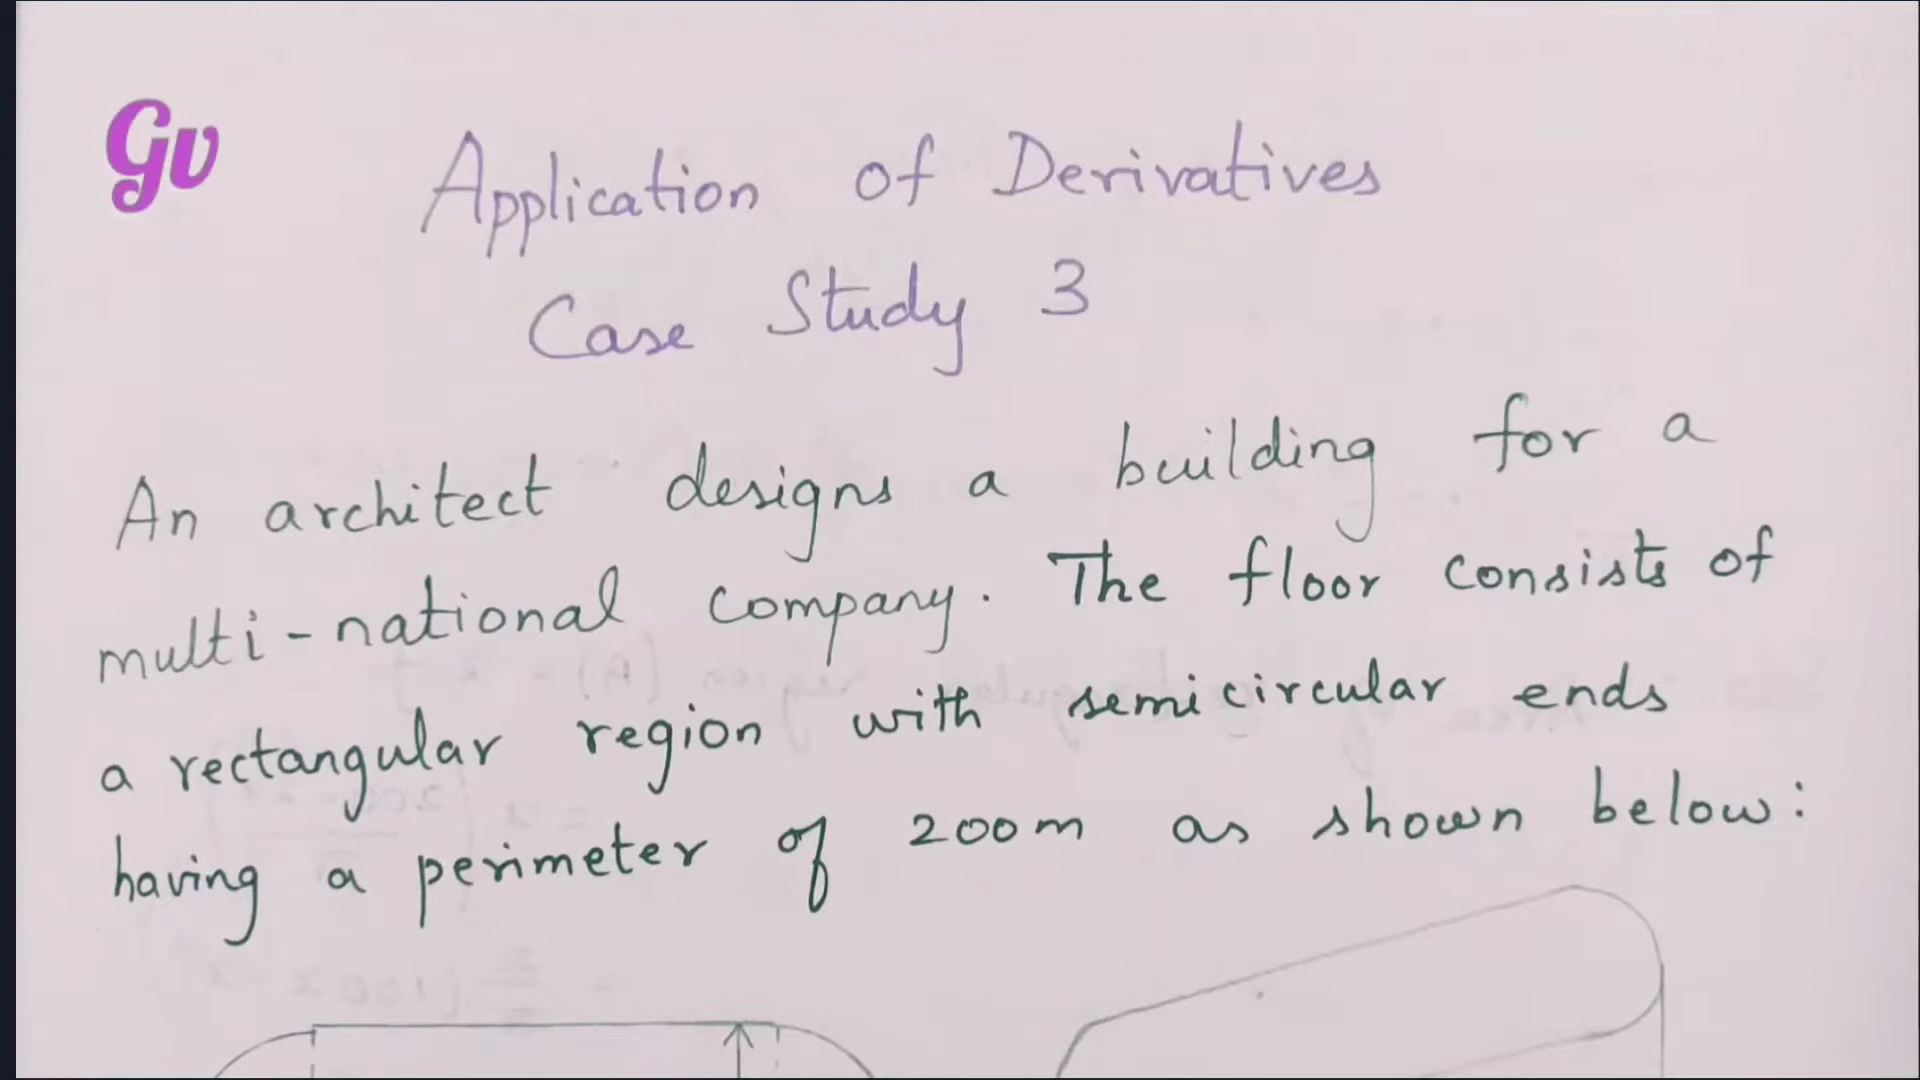 Gv
Application of Derivatives
Case Study 3
An architect designs a building for a
multi-national company. The floor consists of
a rectangular region with semicircular ends
having a perimeter of 200m as shown below: